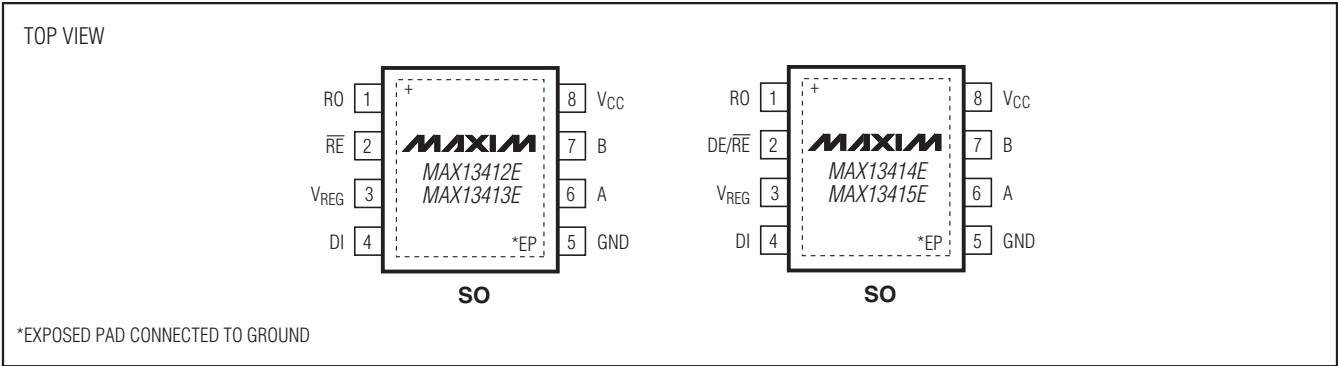 TOP VIEW
RO 1
RE̅ 2
VREG 3
DI 4
+
MAXIM
MAX13412E
MAX13413E
*EP
8 VCC
7 B
6 A
5 GND
SO
RO 1
DE/RE̅ 2
VREG 3
DI 4
+
MAXIM
MAX13414E
MAX13415E
*EP
8 VCC
7 B
6 A
5 GND
SO
*EXPOSED PAD CONNECTED TO GROUND